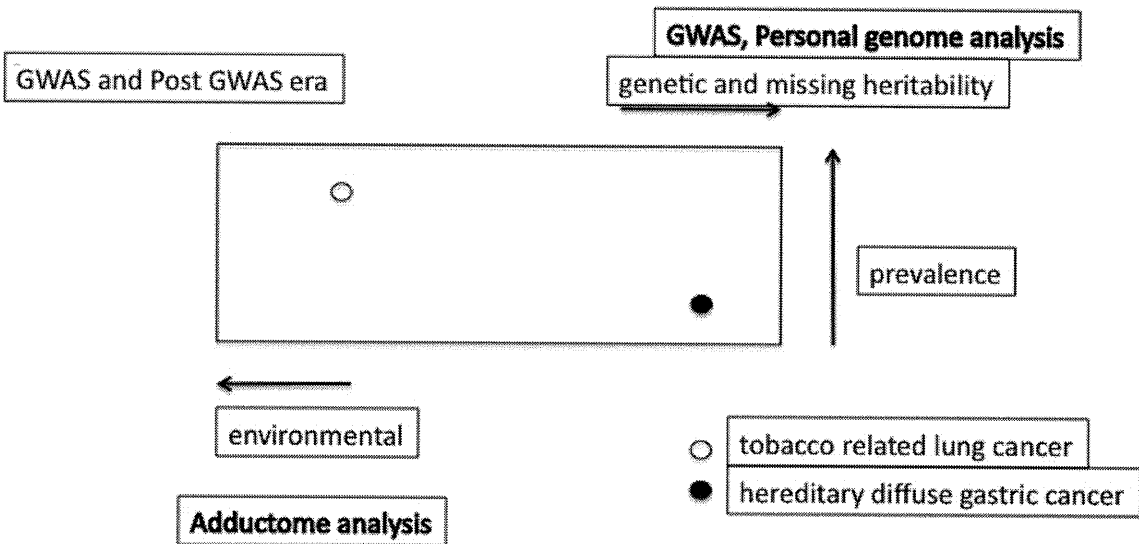 GWAS, Personal genome analysis
GWAS and Post GWAS era
genetic and missing heritability
prevalence
environmental
tobacco related lung cancer
hereditary diffuse gastric cancer
Adductome analysis